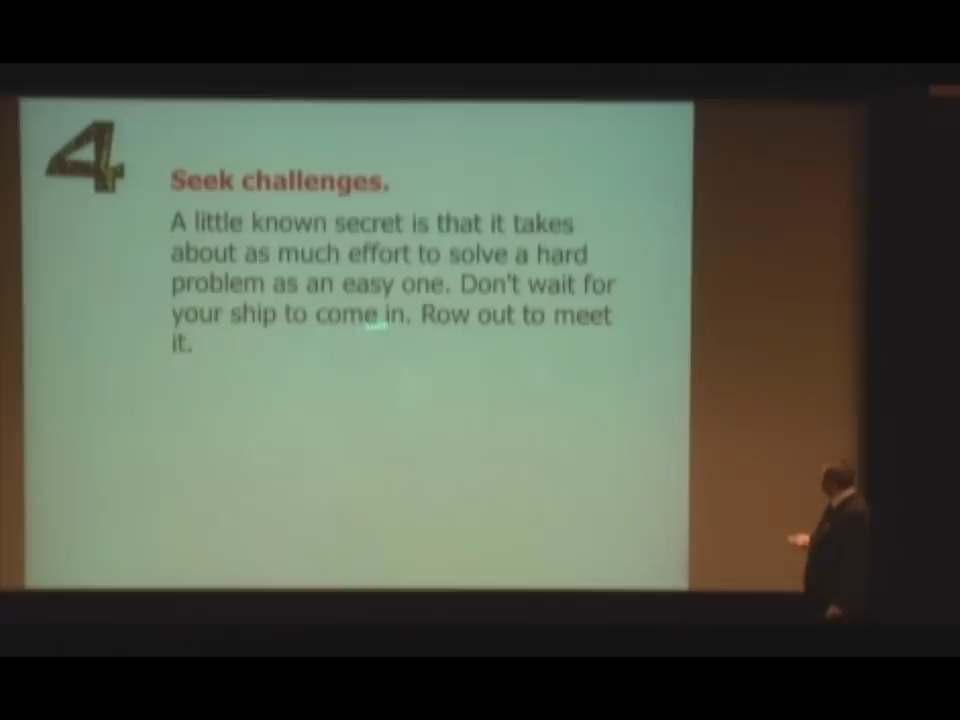 4
Seek challenges.
A little known secret is that it takes
about as much effort to solve a hard
problem as an easy one. Don't wait for
your ship to come in. Row out to meet
it.